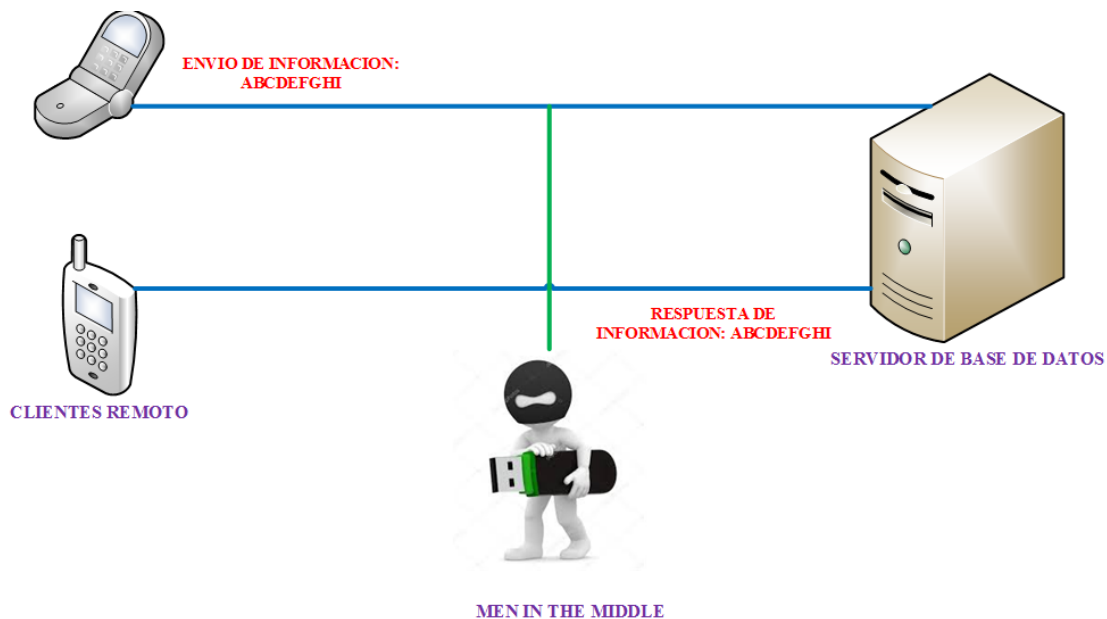 ENVIO DE INFORMACION:
ABCDEFGHI
RESPUESTA DE
INFORMACION: ABCDEFGHI
SERVIDOR DE BASE DE DATOS
CLIENTES REMOTO
MEN IN THE MIDDLE